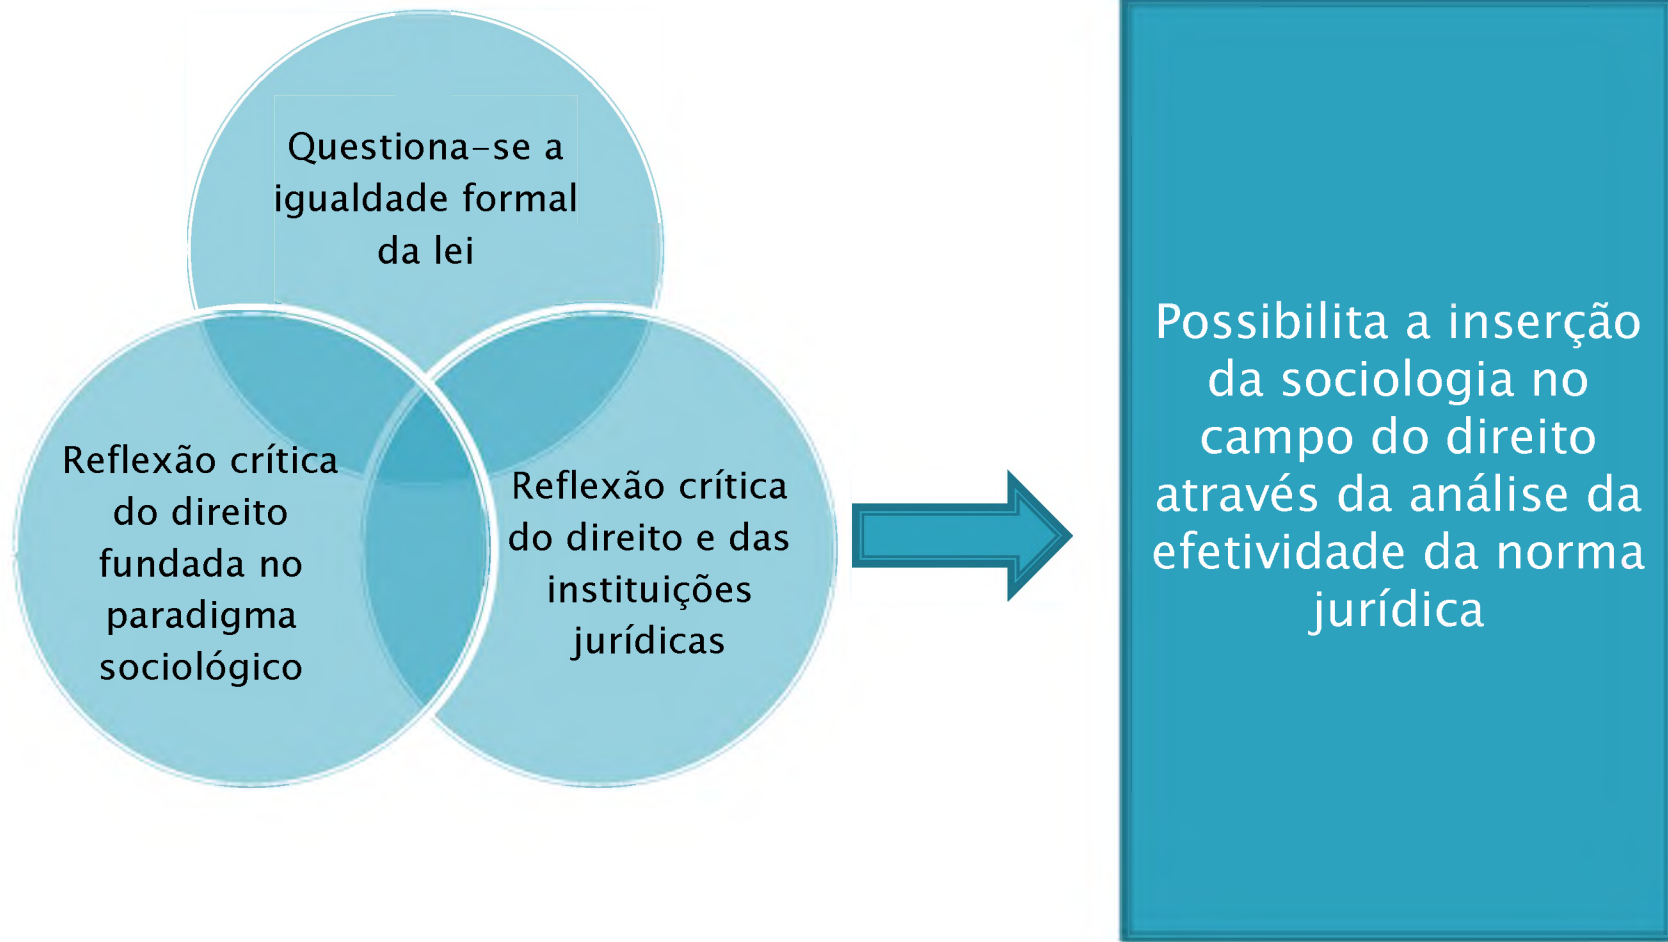 Questiona-se a
igualdade formal
da lei
Reflexão crítica
do direito
fundada no
paradigma
sociológico
Reflexão crítica
do direito e das
instituições
jurídicas
Possibilita a inserção
da sociologia no
campo do direito
através da análise da
efetividade da norma
jurídica